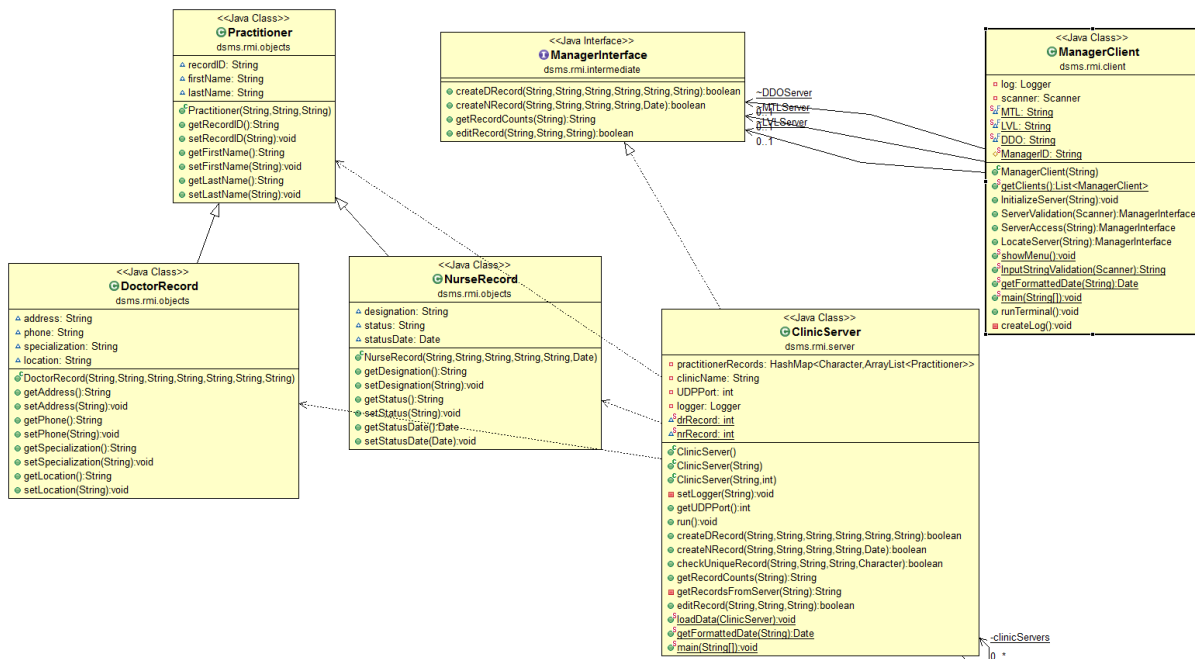 <<Java Class>>
Practitioner
dsms.rmi.objects
recordID: String
firstName: String
lastName: String
Practitioner(String,String,String)
getRecordID():String
setRecordID(String):void
getFirstName():String
setFirstName(String):void
getLastName():String
setLastName(String):void
<<Java Interface>>
ManagerInterface
dsms.rmi.intermediate
createDRecord(String,String,String,String,String,String):boolean
createNRecord(String,String,String,String,Date):boolean
getRecordCounts(String):String
editRecord(String,String,String):boolean
~DDOServer
~MTLServer
0..1
~LVLServer
0..1
<<Java Class>>
ManagerClient
dsms.rmi.client
log: Logger
scanner: Scanner
MTL: String
LVL: String
DDO: String
ManagerID: String
ManagerClient(String)
getClients():List<ManagerClient>
InitializeServer(String):void
ServerValidation(Scanner):ManagerInterface
ServerAccess(String):ManagerInterface
LocateServer(String):ManagerInterface
showMenu():void
InputStringValidation(Scanner):String
getFormattedDate(String):Date
main(String[]):void
runTerminal():void
createLog():void
<<Java Class>>
DoctorRecord
dsms.rmi.objects
address: String
phone: String
specialization: String
location: String
DoctorRecord(String,String,String,String,String,String,String)
getAddress():String
setAddress(String):void
getPhone():String
setPhone(String):void
getSpecialization():String
setSpecialization(String):void
getLocation():String
setLocation(String):void
<<Java Class>>
NurseRecord
dsms.rmi.objects
designation: String
status: String
statusDate: Date
NurseRecord(String,String,String,String,String,Date)
getDesignation():String
setDesignation(String):void
getStatus():String
setStatus(String):void
getStatusDate():Date
setStatusDate(Date):void
<<Java Class>>
ClinicServer
dsms.rmi.server
practitionerRecords: HashMap<Character,ArrayList<Practitioner>>
clinicName: String
UDPPort: int
logger: Logger
drRecord: int
nrRecord: int
ClinicServer()
ClinicServer(String)
ClinicServer(String,int)
setLogger(String):void
getUDPPort():int
run():void
createDRecord(String,String,String,String,String,String):boolean
createNRecord(String,String,String,String,Date):boolean
checkUniqueRecord(String,String,String,Character):boolean
getRecordCounts(String):String
getRecordsFromServer(String):String
editRecord(String,String,String):boolean
loadData(ClinicServer):void
getFormattedDate(String):Date
main(String[]):void
-clinicServers
0..*